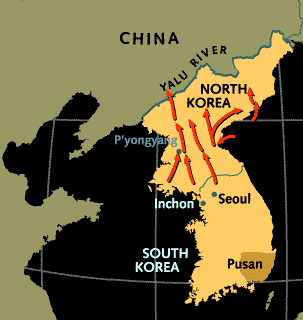 CHINA
YALU RIVER
NORTH
KOREA
P'yongyang
Inchon
Seoul
SOUTH
KOREA
Pusan